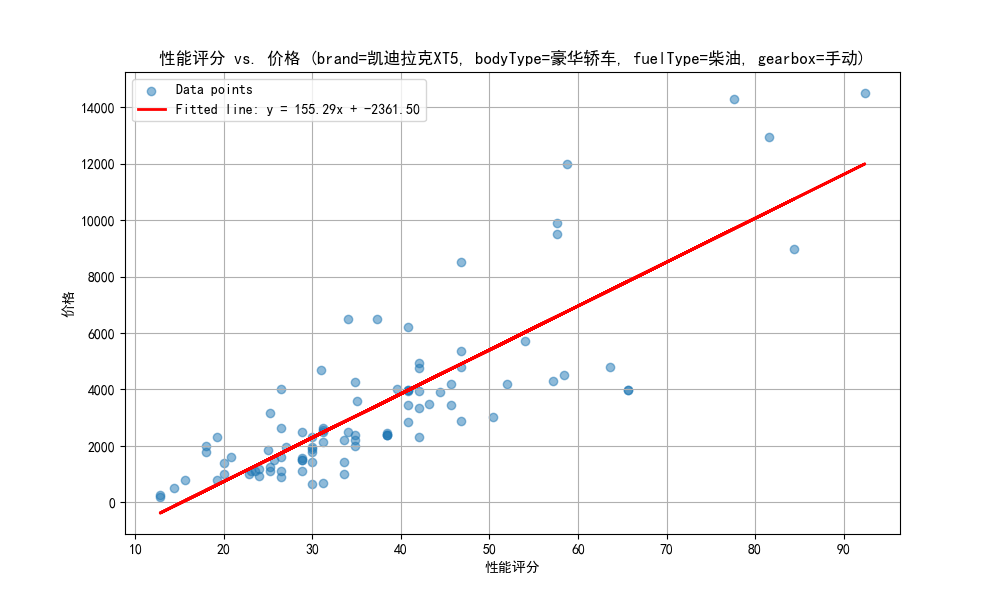 性能评分 vs. 价格 (brand=凯迪拉克XT5, bodyType=豪华轿车, fuelType=柴油, gearbox=手动)
Data points
Fitted line: y = 155.29x + -2361.50
14000
12000
10000
8000
6000
4000
2000
0
价格
10 20 30 40 50 60 70 80 90
性能评分